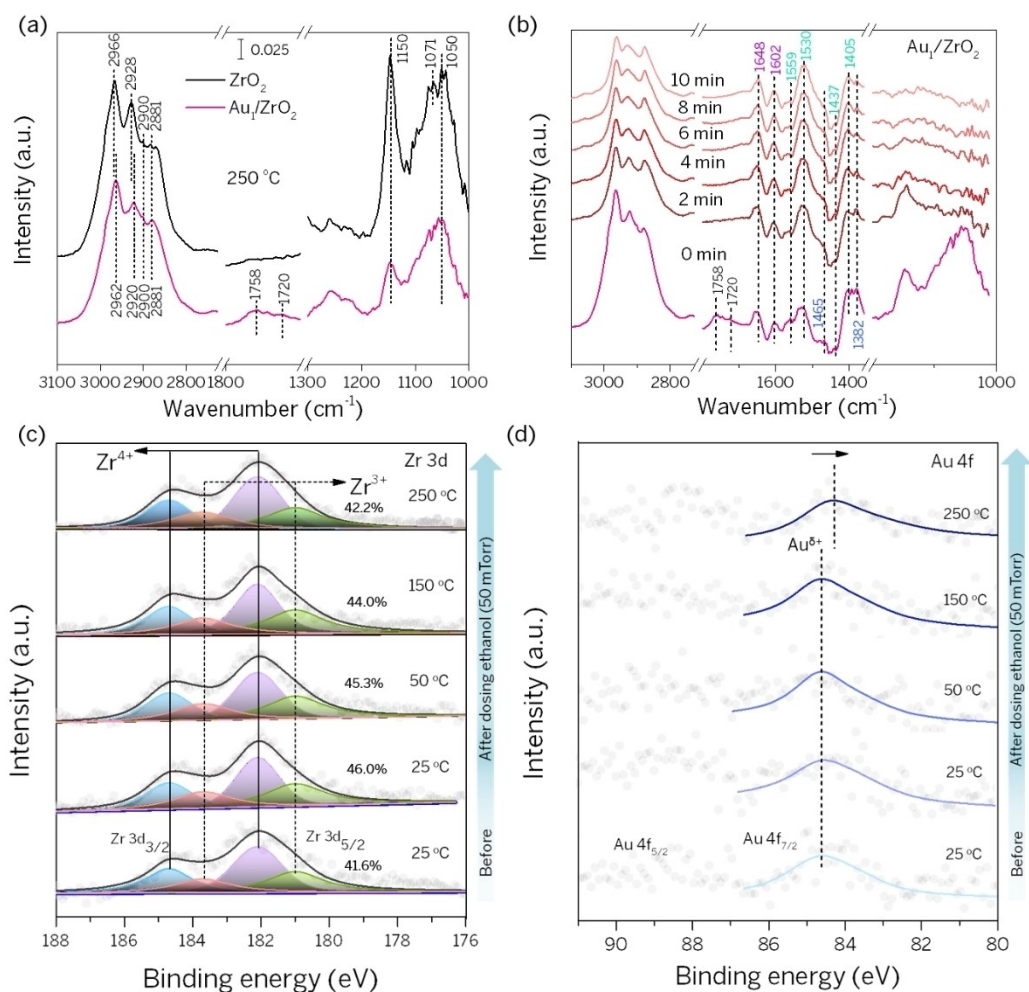 (a)
Intensity (a.u.)
2966
2928
2900
2881
0.025
ZrO2
Au1/ZrO2
250 °C
1150
1071
1050
2962
2920
2900
2881
1758
1720
3100
3000
2900
2800
1800
1300
1200
1100
1000
Wavenumber (cm-1)
(b)
Intensity (a.u.)
1648
1602
1559
1530
1437
1405
Au1/ZrO2
10 min
8 min
6 min
4 min
2 min
0 min
1758
1720
1465
1382
3000
2800
1600
1400
1000
Wavenumber (cm-1)
(c)
Intensity (a.u.)
Zr4+
Zr 3d
Zr3+
250 °C
42.2%
150 °C
44.0%
50 °C
45.3%
25 °C
46.0%
Zr 3d3/2
Zr 3d5/2
25 °C
41.6%
188
186
184
182
180
178
176
Binding energy (eV)
Before
After dosing ethanol (50 mTorr)
(d)
Intensity (a.u.)
Au 4f
250 °C
Auδ+
150 °C
50 °C
25 °C
Au 4f5/2
Au 4f7/2
25 °C
90
88
86
84
82
80
Binding energy (eV)
Before
After dosing ethanol (50 mTorr)